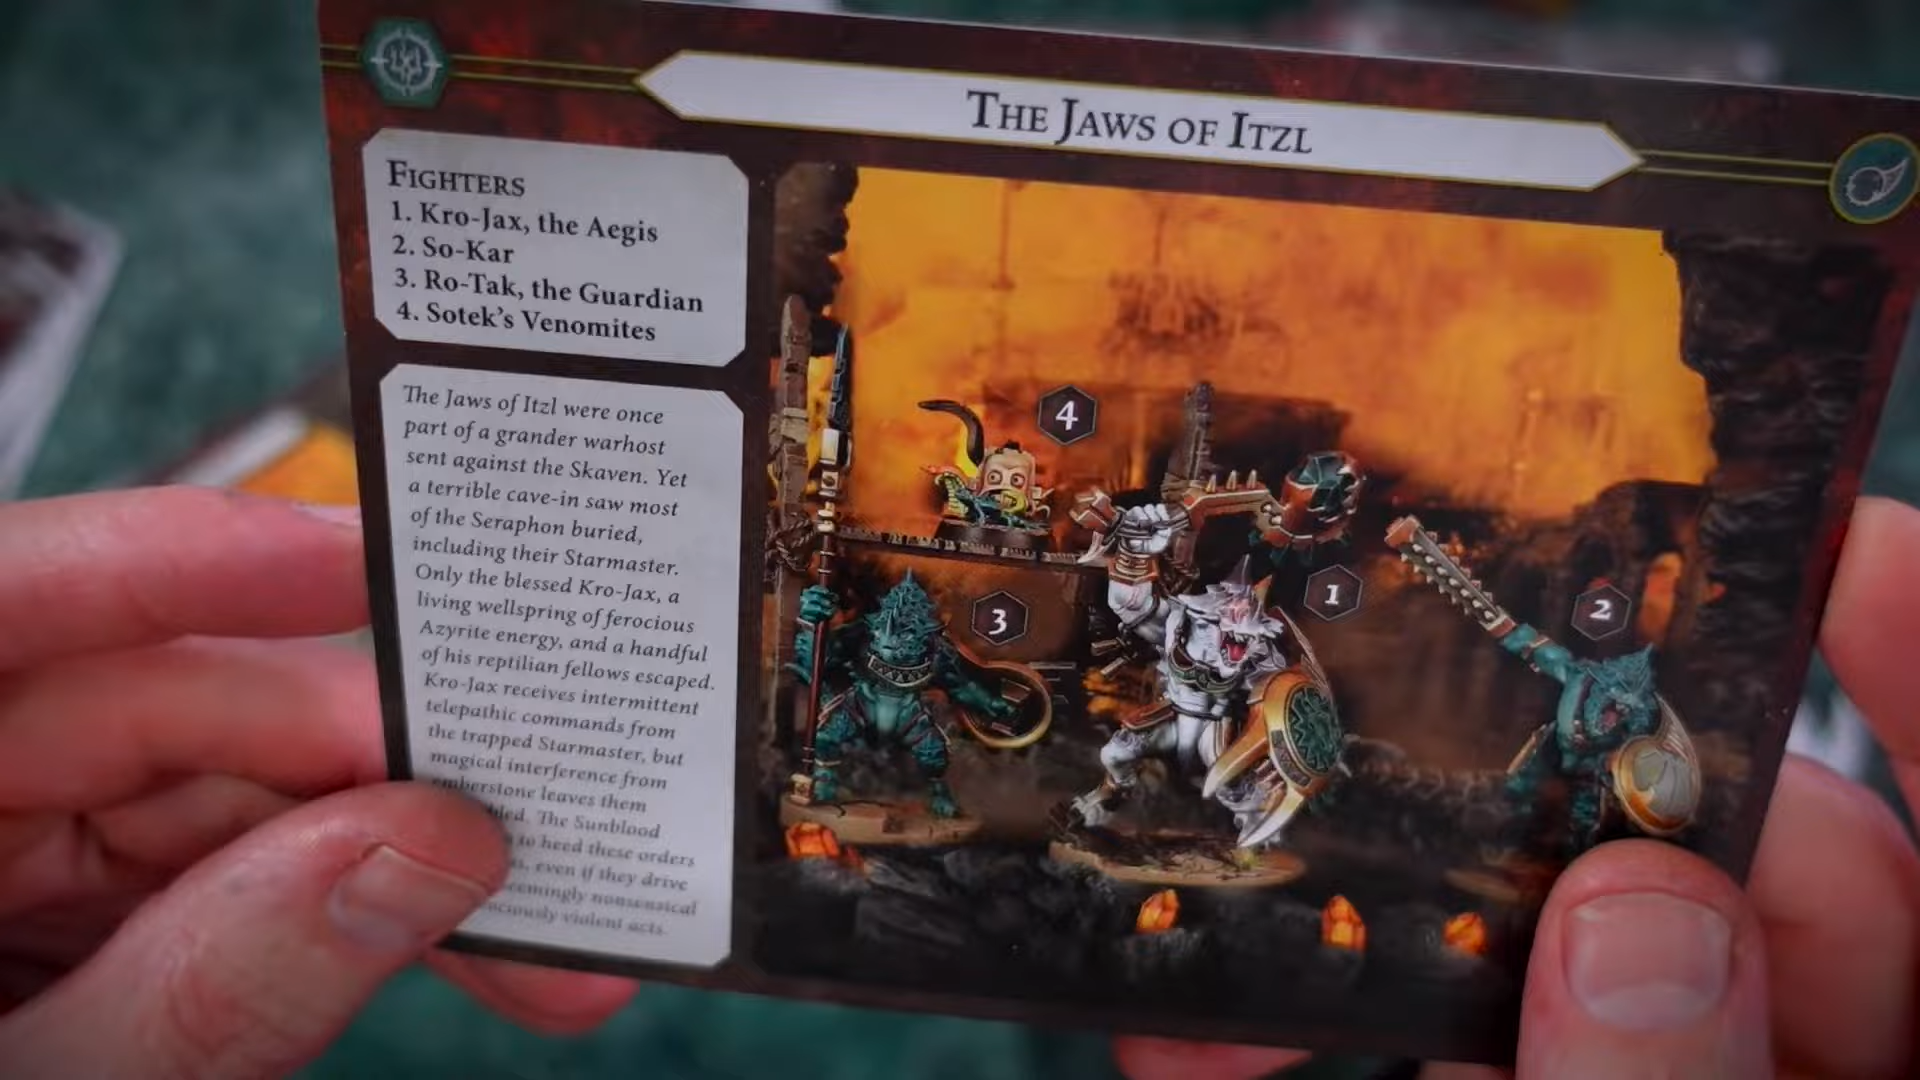 The Jaws of Itzl
Fighters
1. Kro-Jax, the Aegis
2. So-Kar
3. Ro-Tak, the Guardian
4. Sotek's Venomites
The Jaws of Itzl were once
part of a grander warhost
sent against the Skaven. Yet
a terrible cave-in saw most
of the Seraphon buried,
including their Starmaster.
Only the blessed Kro-Jax, a
living wellspring of ferocious
Azyrite energy, and a handful
of his reptilian fellows escaped.
Kro-Jax receives intermittent
telepathic commands from
the trapped Starmaster, but
magical interference from
emberstone leaves them
The Sunblood
to heed these orders
even if they drive
seemingly nonsensical
violent acts.
4
3
1
2